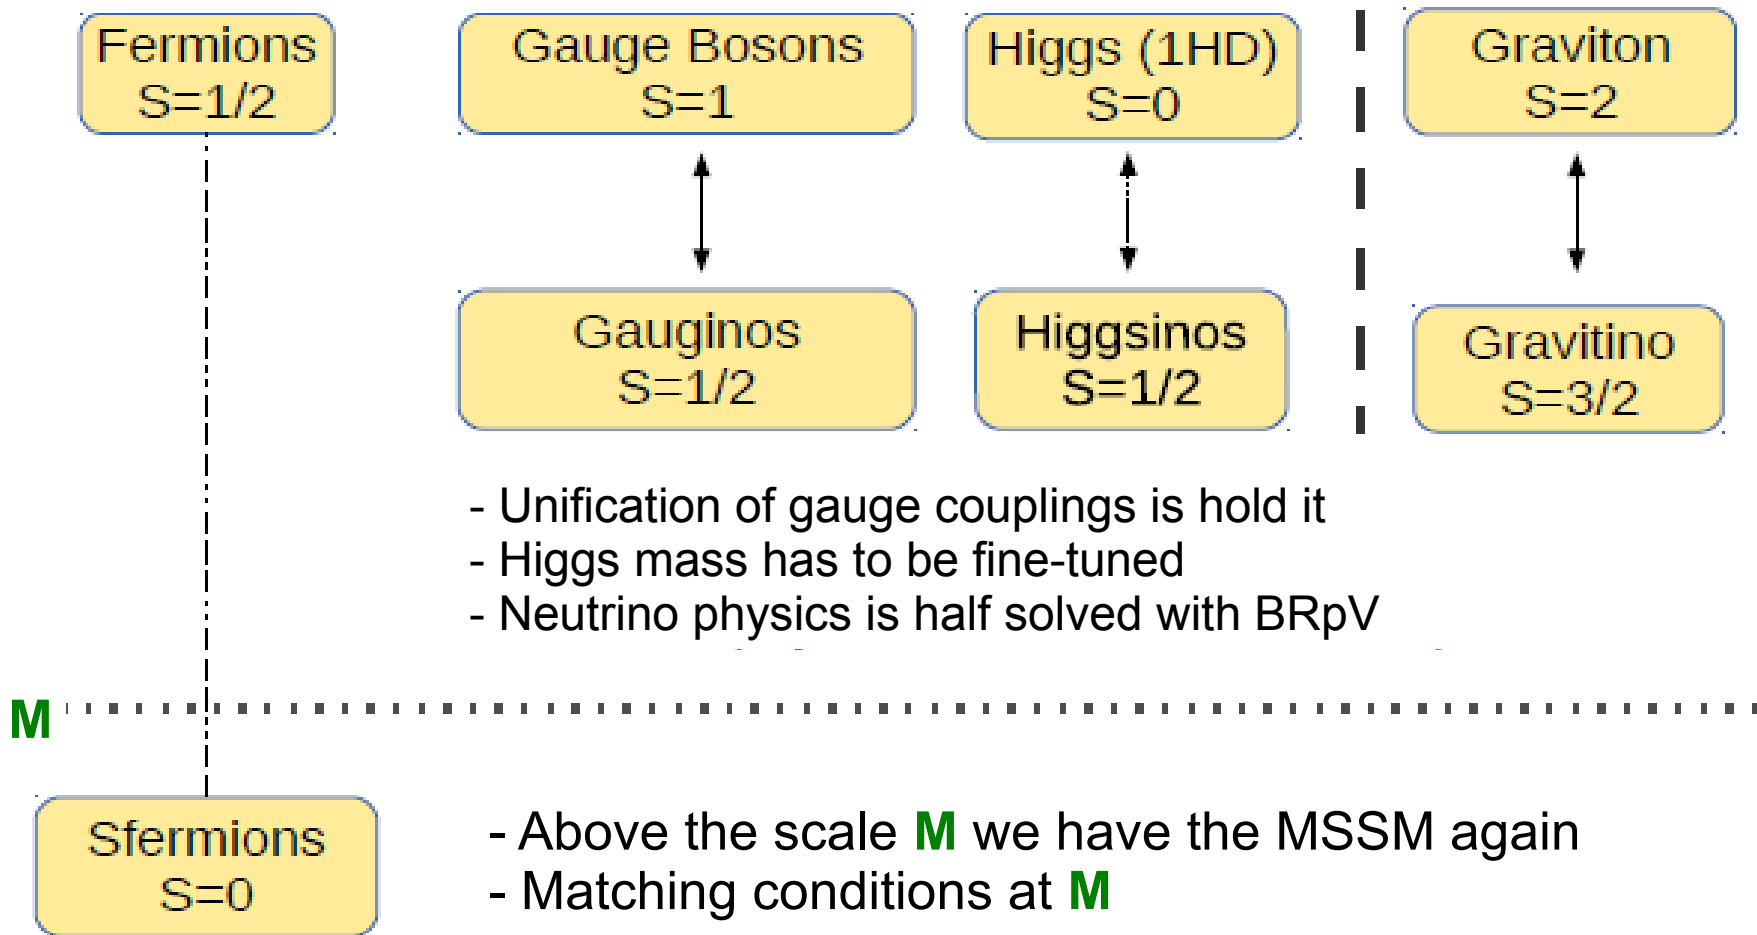 Fermions
S=1/2
Gauge Bosons
S=1
Higgs (1HD)
S=0
Graviton
S=2
Gauginos
S=1/2
Higgsinos
S=1/2
Gravitino
S=3/2
- Unification of gauge couplings is hold it
- Higgs mass has to be fine-tuned
- Neutrino physics is half solved with BRpV
M
Sfermions
S=0
- Above the scale M we have the MSSM again
- Matching conditions at M